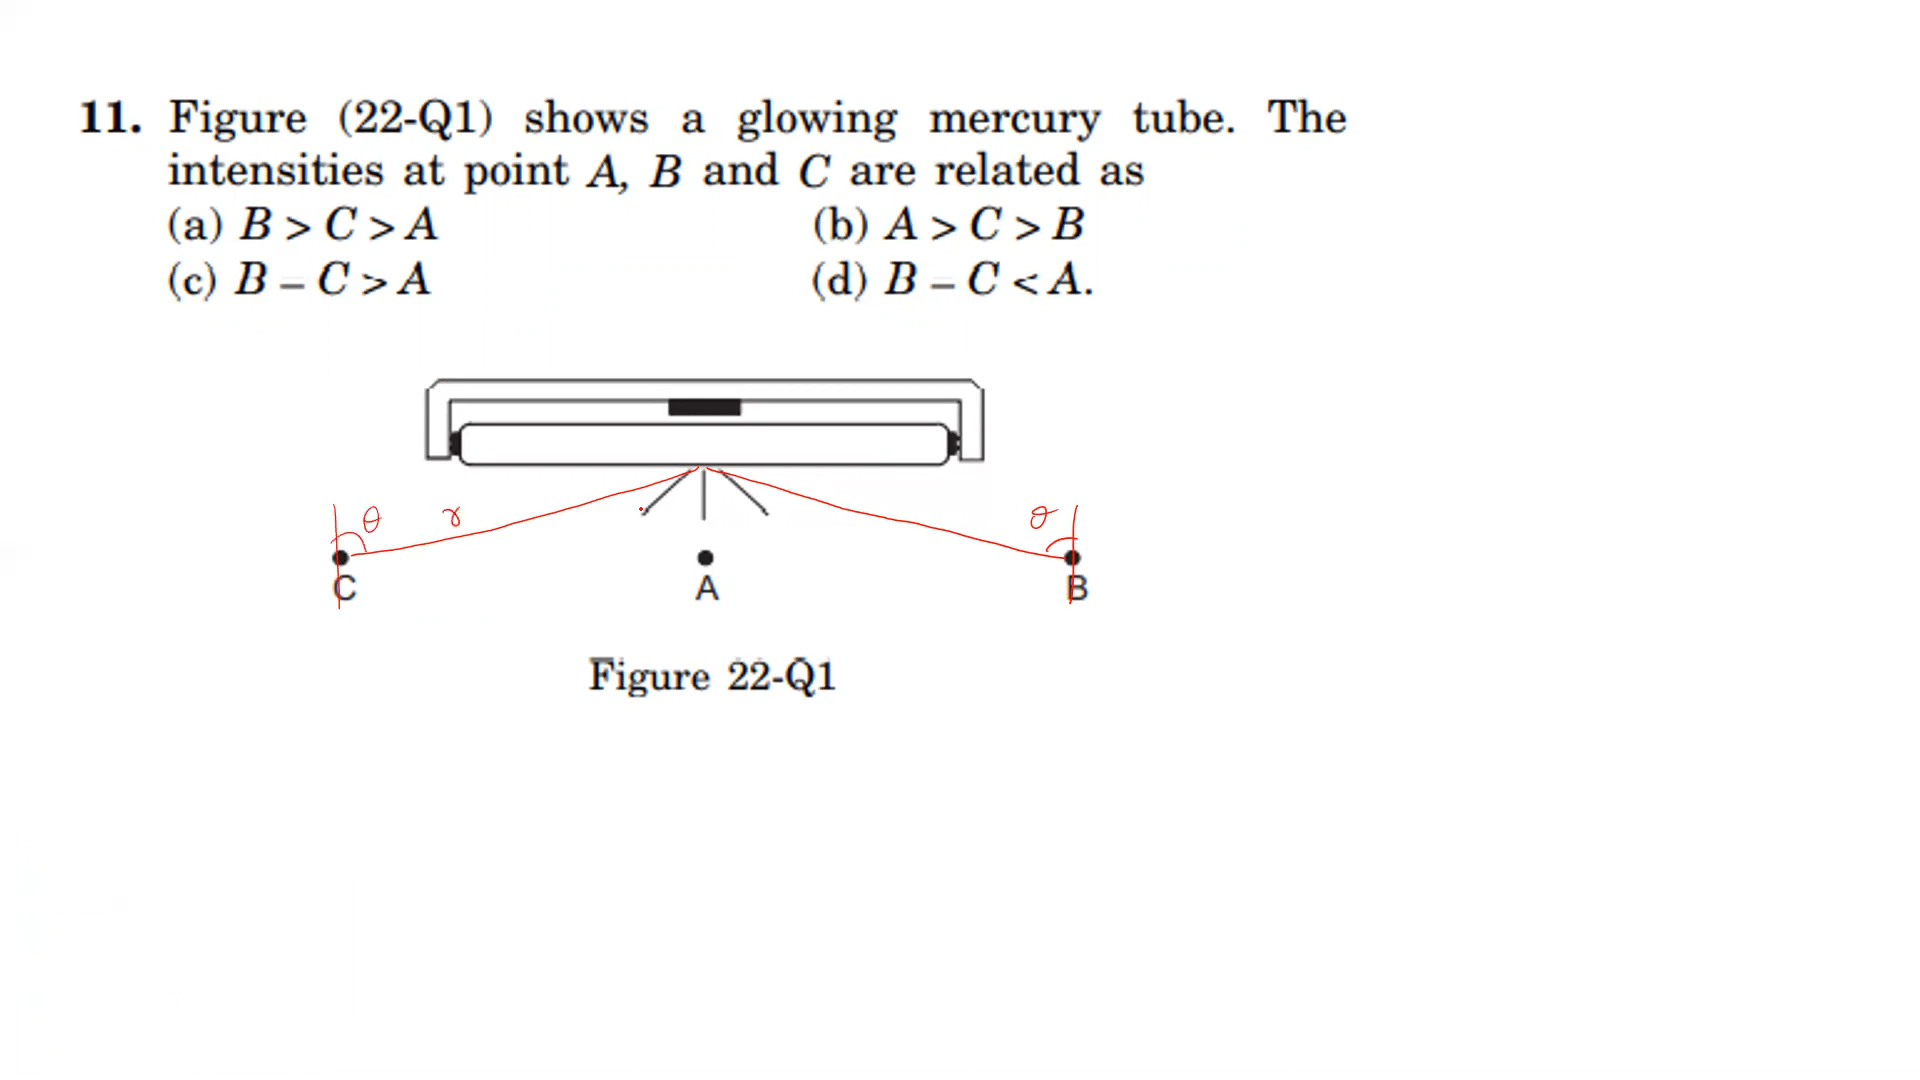 11. Figure (22-Q1) shows a glowing mercury tube. The
intensities at point A, B and C are related as
(a) B > C > A (b) A > C > B
(c) B – C > A (d) B – C < A.
θ r θ
C A B
Figure 22-Q1